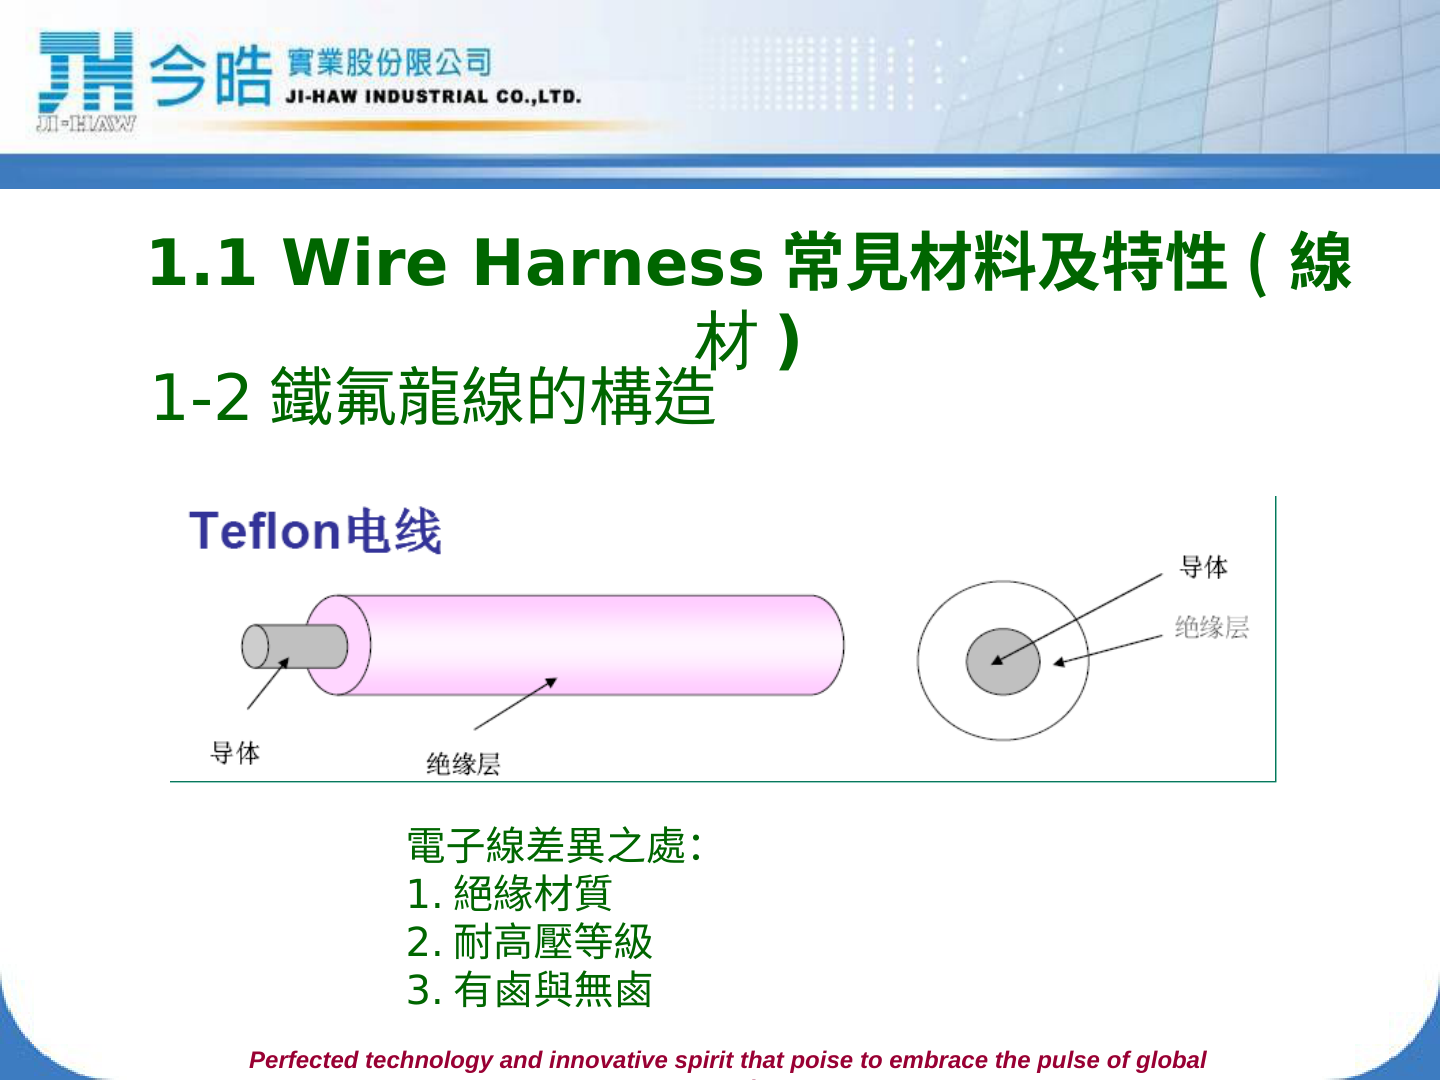 JI-HAW
今皓 實業股份限公司
JI-HAW INDUSTRIAL CO.,LTD.
1.1 Wire Harness 常見材料及特性 ( 線
材 )
1-2 鐵氟龍線的構造
Teflon电线
导体
绝缘层
导体
绝缘层
電子線差異之處:
1. 絕緣材質
2. 耐高壓等級
3. 有鹵與無鹵
Perfected technology and innovative spirit that poise to embrace the pulse of global